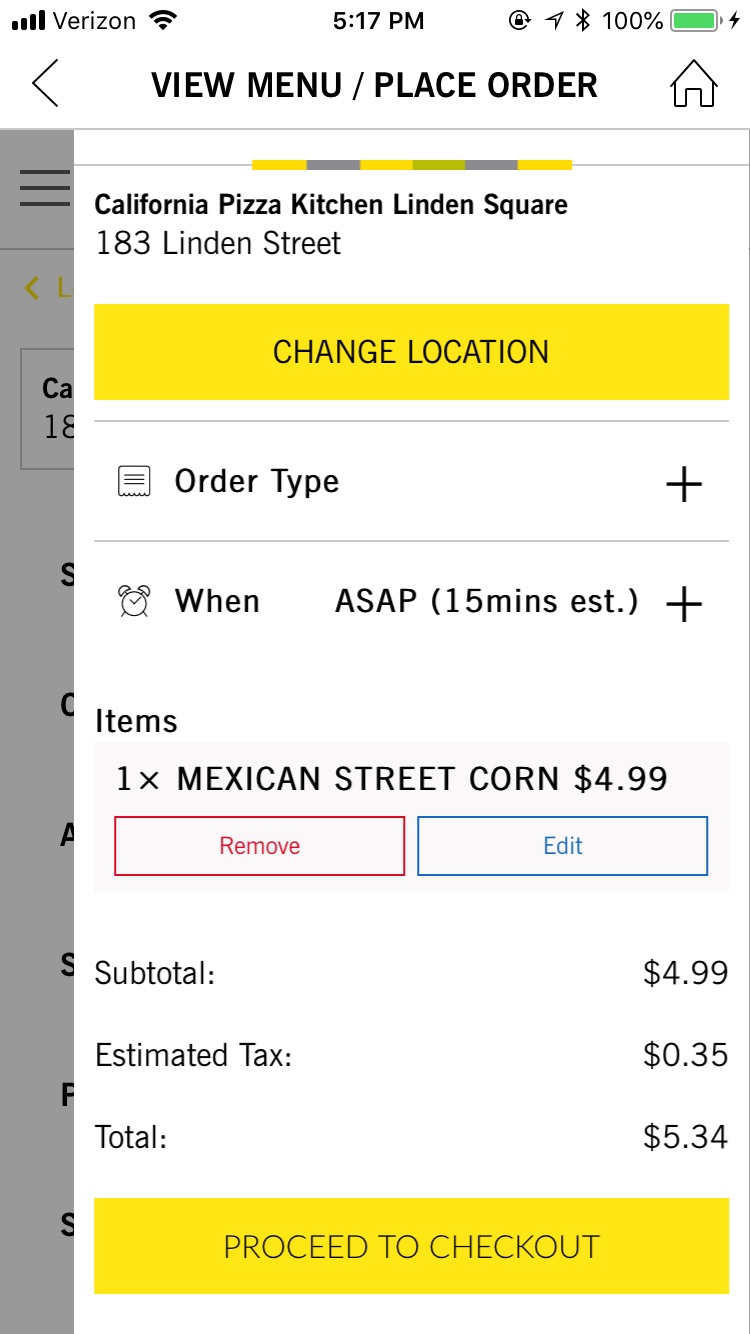 Verizon 5:17 PM 100%
VIEW MENU / PLACE ORDER
California Pizza Kitchen Linden Square
183 Linden Street
L
CHANGE LOCATION
Ca
18
Order Type
S
When ASAP (15mins est.)
C
Items
1× MEXICAN STREET CORN $4.99
A
Remove Edit
S
Subtotal: $4.99
Estimated Tax: $0.35
P
Total: $5.34
S
PROCEED TO CHECKOUT